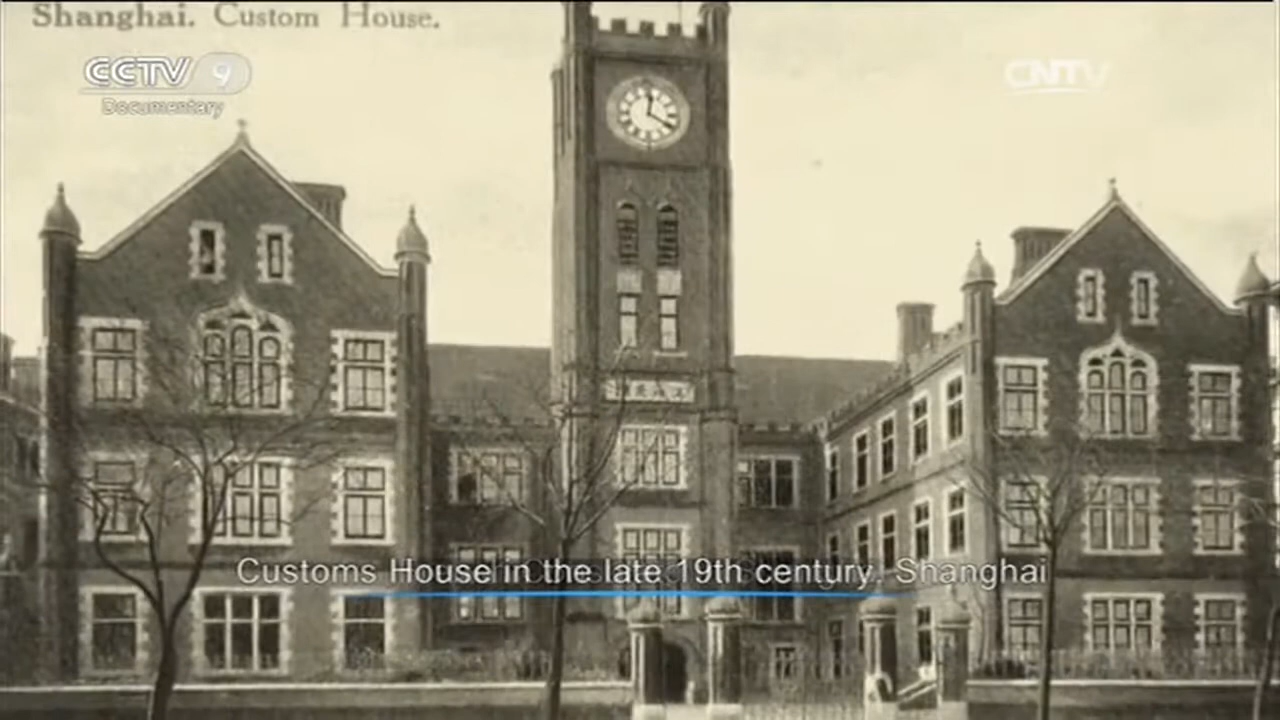 Shanghai. Custom House.
CCTV 9
Documentary
CNTV
Customs House in the late 19th century, Shanghai